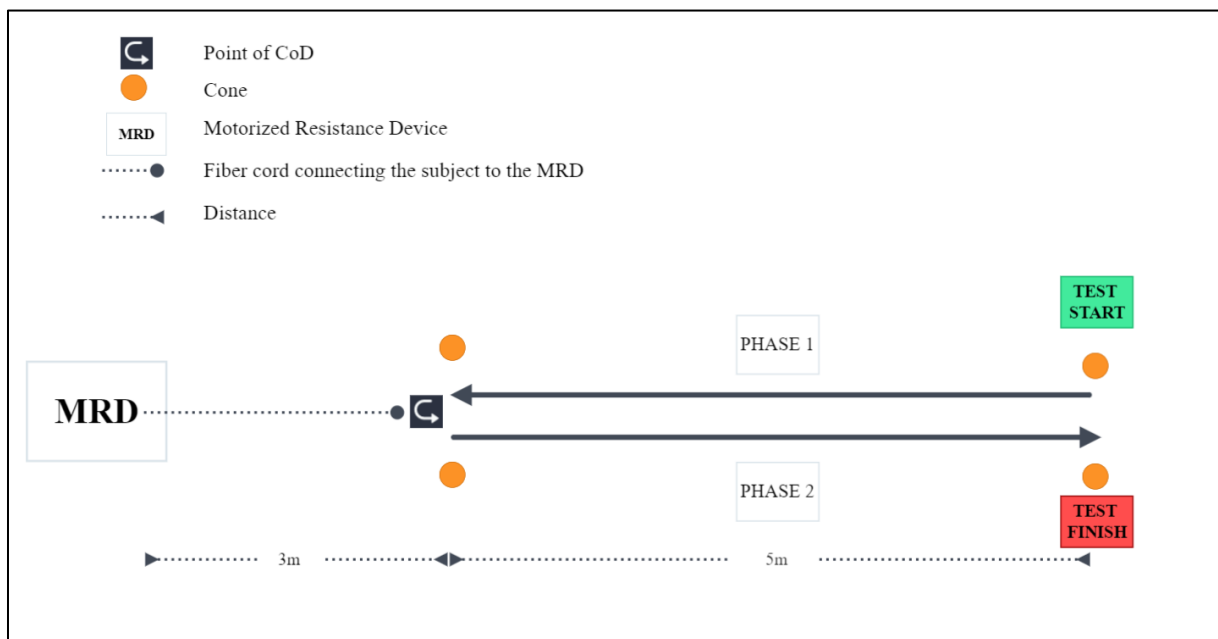 Point of CoD
Cone
MRD
Motorized Resistance Device
Fiber cord connecting the subject to the MRD
Distance
TEST
START
PHASE 1
MRD
PHASE 2
TEST
FINISH
3m
5m